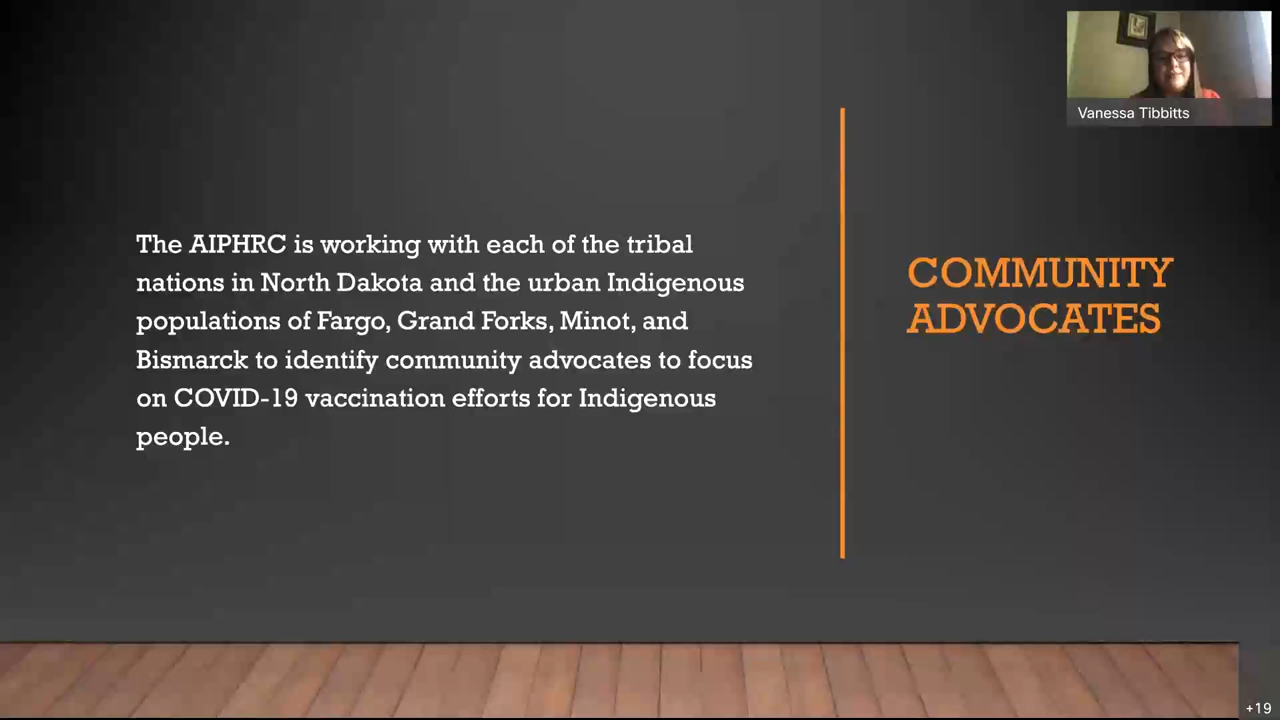 Vanessa Tibbitts
The AIPHRC is working with each of the tribal
nations in North Dakota and the urban Indigenous
populations of Fargo, Grand Forks, Minot, and
Bismarck to identify community advocates to focus
on COVID-19 vaccination efforts for Indigenous
people.
COMMUNITY
ADVOCATES
+19